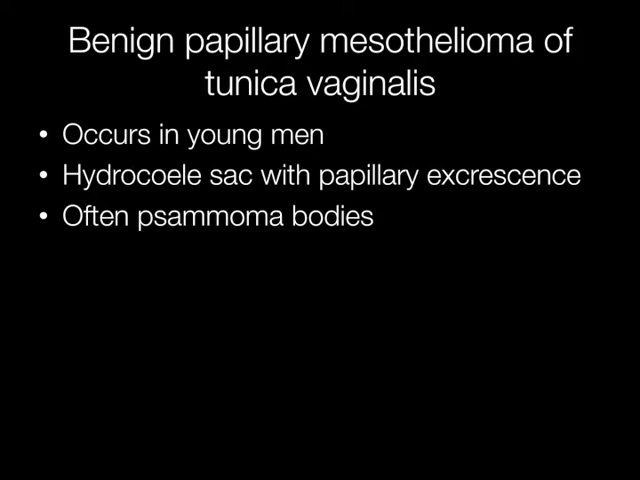 Benign papillary mesothelioma of
tunica vaginalis
• Occurs in young men
• Hydrocoele sac with papillary excrescence
• Often psammoma bodies